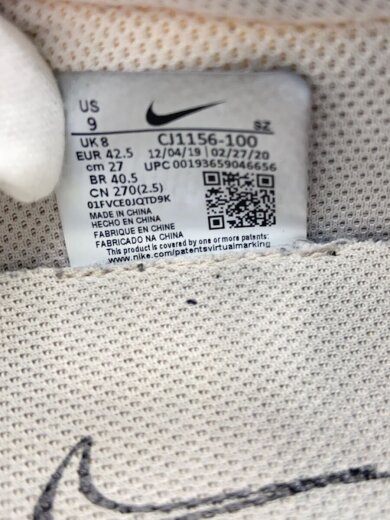 US
9
SZ
UK 8 CJ1156-100
EUR 42.5 12/04/19 | 02/27/20
cm 27 UPC 00193659046656
BR 40.5
CN 270(2.5)
01FVCE0JQTD9K
MADE IN CHINA
HECHO EN CHINA
FABRIQUE EN CHINE
FABRICADO NA CHINA
This product is covered by one or more patents:
www.nike.com/patentsvirtualmarking